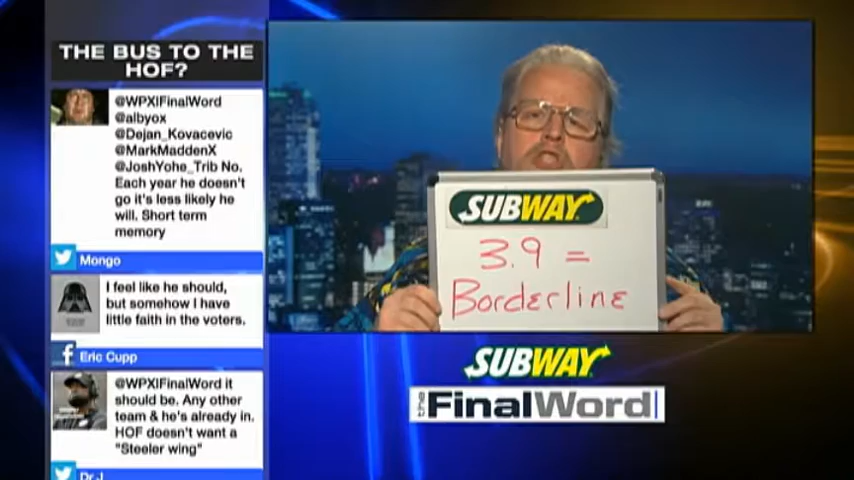 THE BUS TO THE
HOF?
@WPXIFinalWord
@albyox
@Dejan_Kovacevic
@MarkMaddenX
@JoshYohe_Trib No.
Each year he doesn't
go it's less likely he
will. Short term
memory
Mongo
I feel like he should,
but somehow I have
little faith in the voters.
Eric Cupp
@WPXIFinalWord it
should be. Any other
team & he's already in.
HOF doesn't want a
"Steeler wing"
Dr J
SUBWAY
3.9 =
Borderline
SUBWAY
the FinalWord